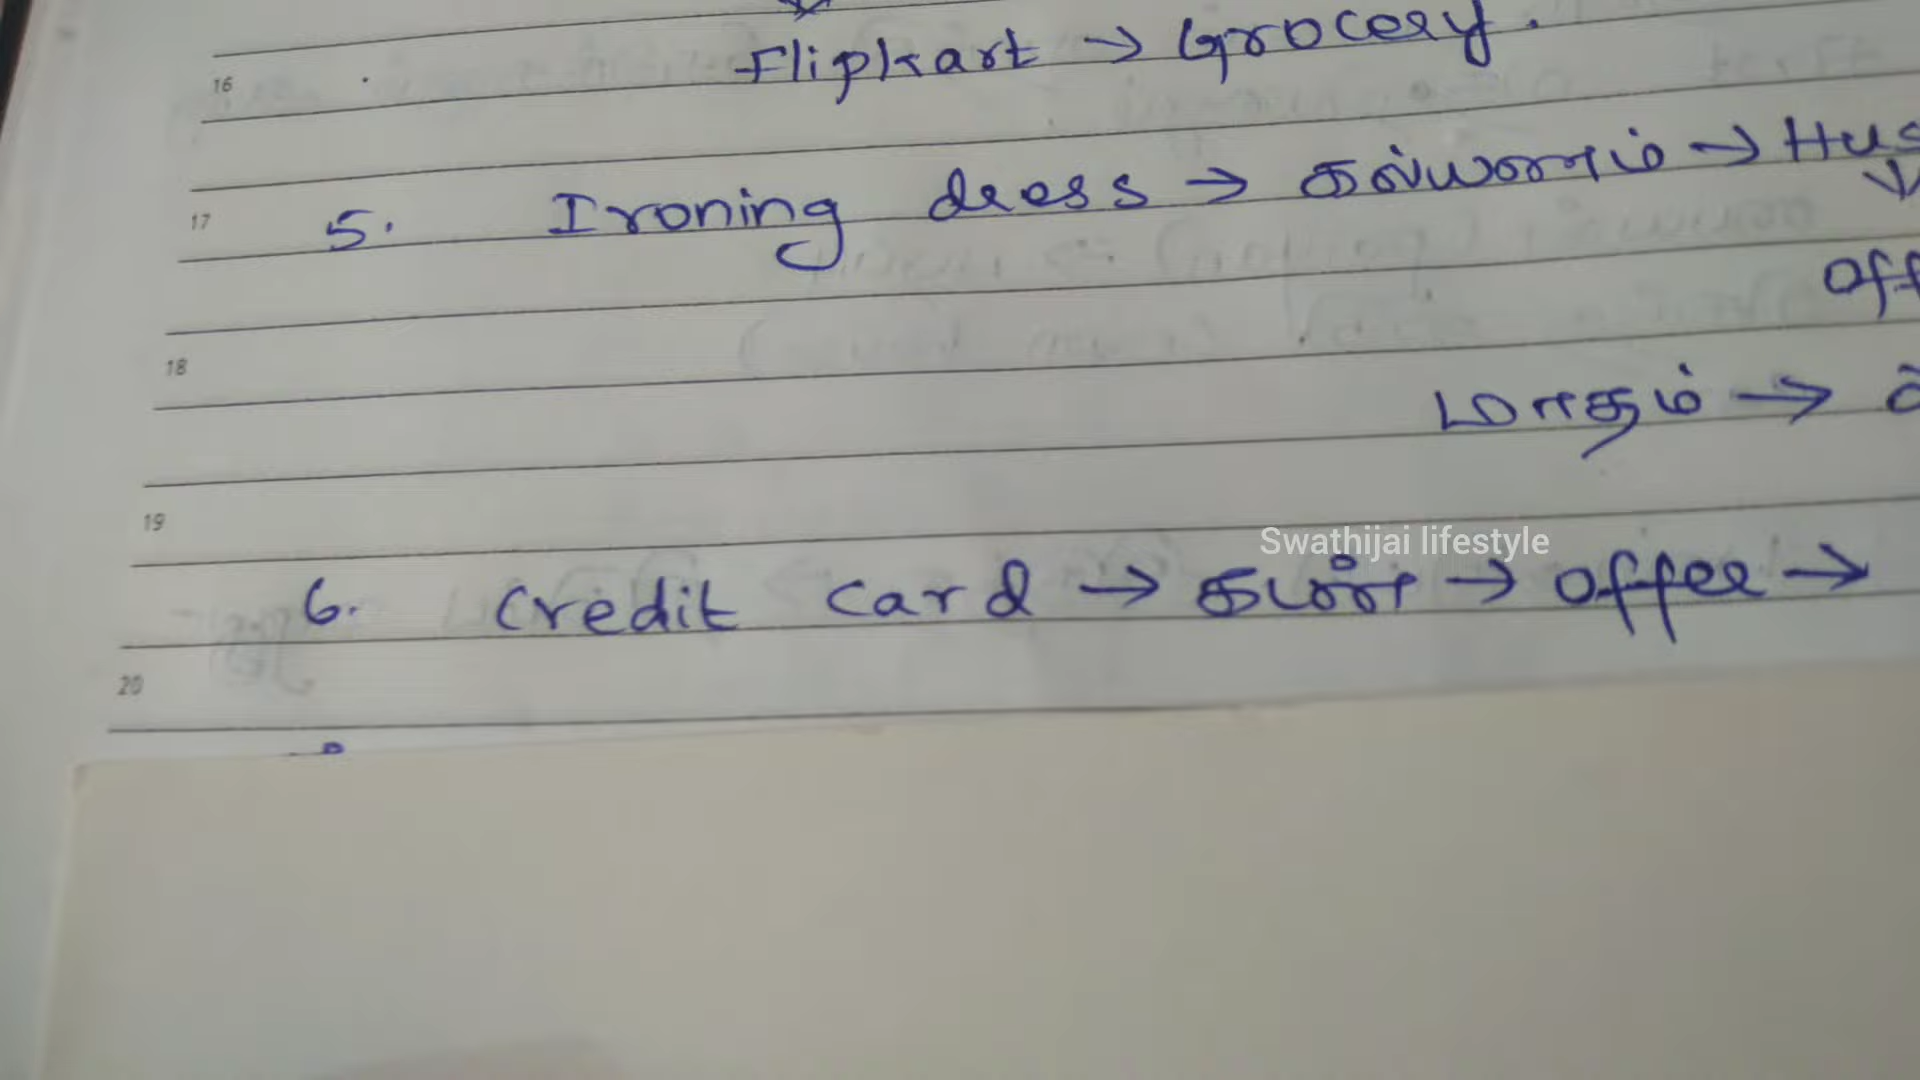 16
Flipkart → Grocery.
17
5. Ironing dress → கல்யாணம் → Hus
off
18
மாதம் →
19
Swathijai lifestyle
6. Credit card → கடன் → offer →
20